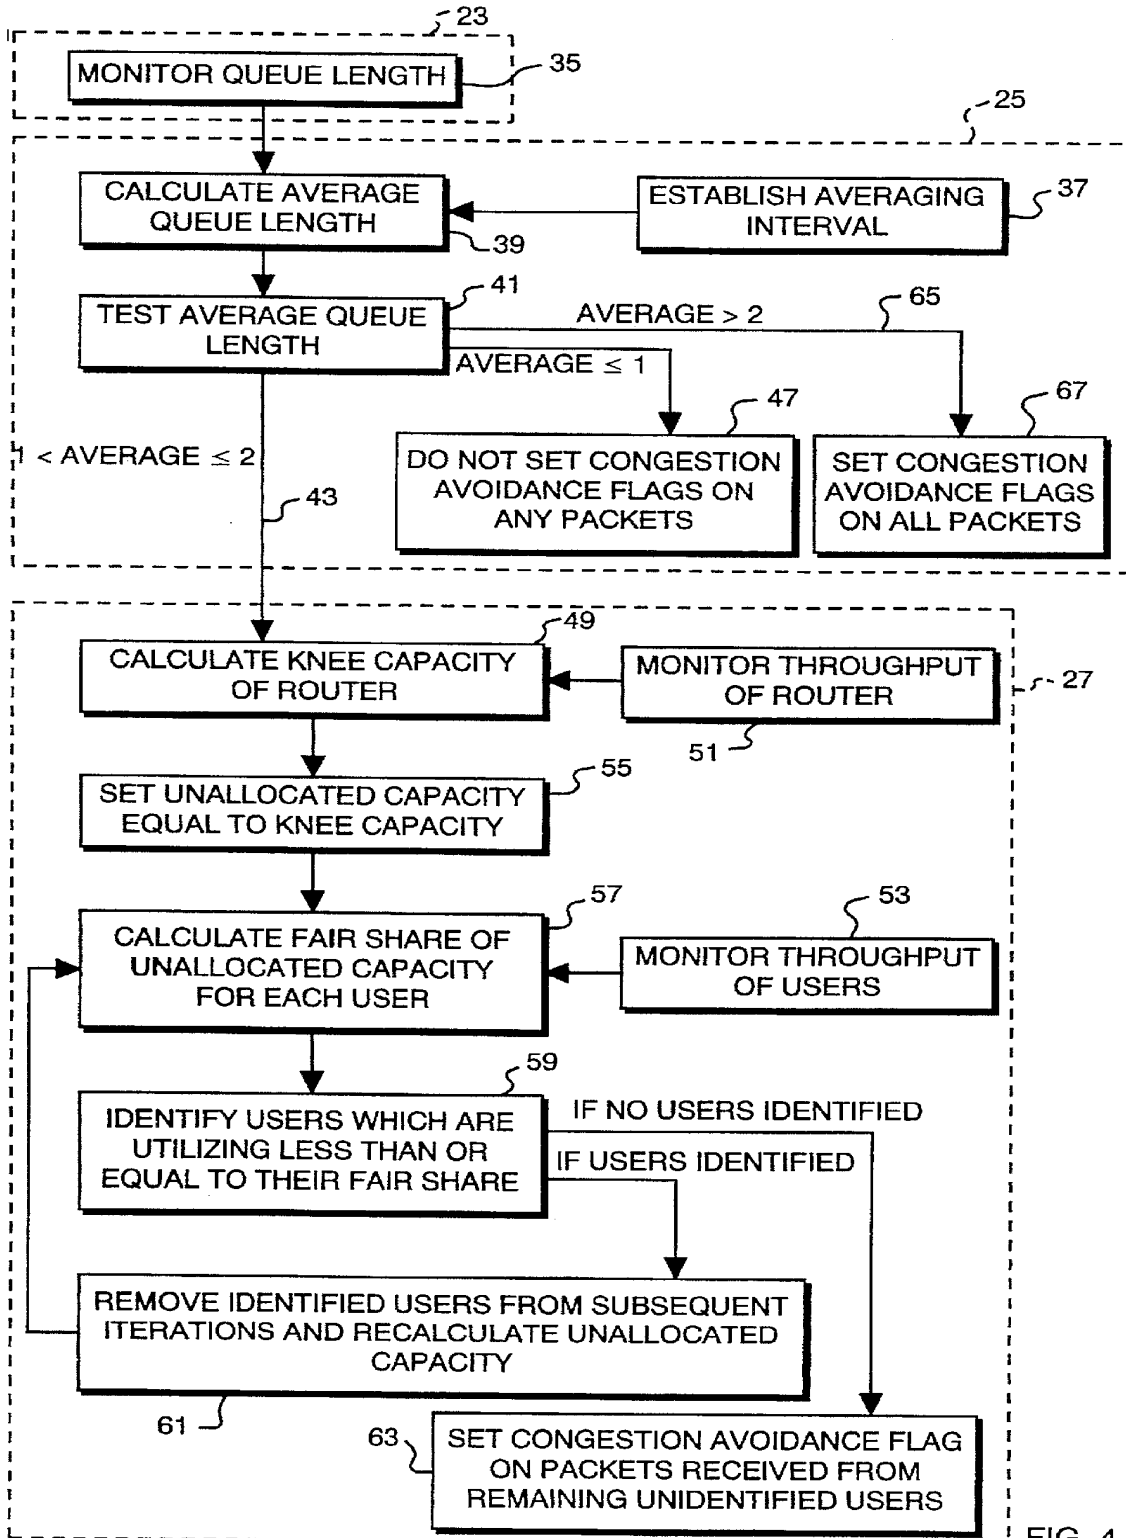 23
MONITOR QUEUE LENGTH
35
25
CALCULATE AVERAGE
QUEUE LENGTH
39
ESTABLISH AVERAGING
INTERVAL
37
TEST AVERAGE QUEUE
LENGTH
41
AVERAGE > 2
65
AVERAGE ≤ 1
1 < AVERAGE ≤ 2
43
47
DO NOT SET CONGESTION
AVOIDANCE FLAGS ON
ANY PACKETS
67
SET CONGESTION
AVOIDANCE FLAGS
ON ALL PACKETS
49
CALCULATE KNEE CAPACITY
OF ROUTER
MONITOR THROUGHPUT
OF ROUTER
51
27
55
SET UNALLOCATED CAPACITY
EQUAL TO KNEE CAPACITY
57
CALCULATE FAIR SHARE OF
UNALLOCATED CAPACITY
FOR EACH USER
53
MONITOR THROUGHPUT
OF USERS
59
IDENTIFY USERS WHICH ARE
UTILIZING LESS THAN OR
EQUAL TO THEIR FAIR SHARE
IF NO USERS IDENTIFIED
IF USERS IDENTIFIED
REMOVE IDENTIFIED USERS FROM SUBSEQUENT
ITERATIONS AND RECALCULATE UNALLOCATED
CAPACITY
61
63
SET CONGESTION AVOIDANCE FLAG
ON PACKETS RECEIVED FROM
REMAINING UNIDENTIFIED USERS
FIG. 4